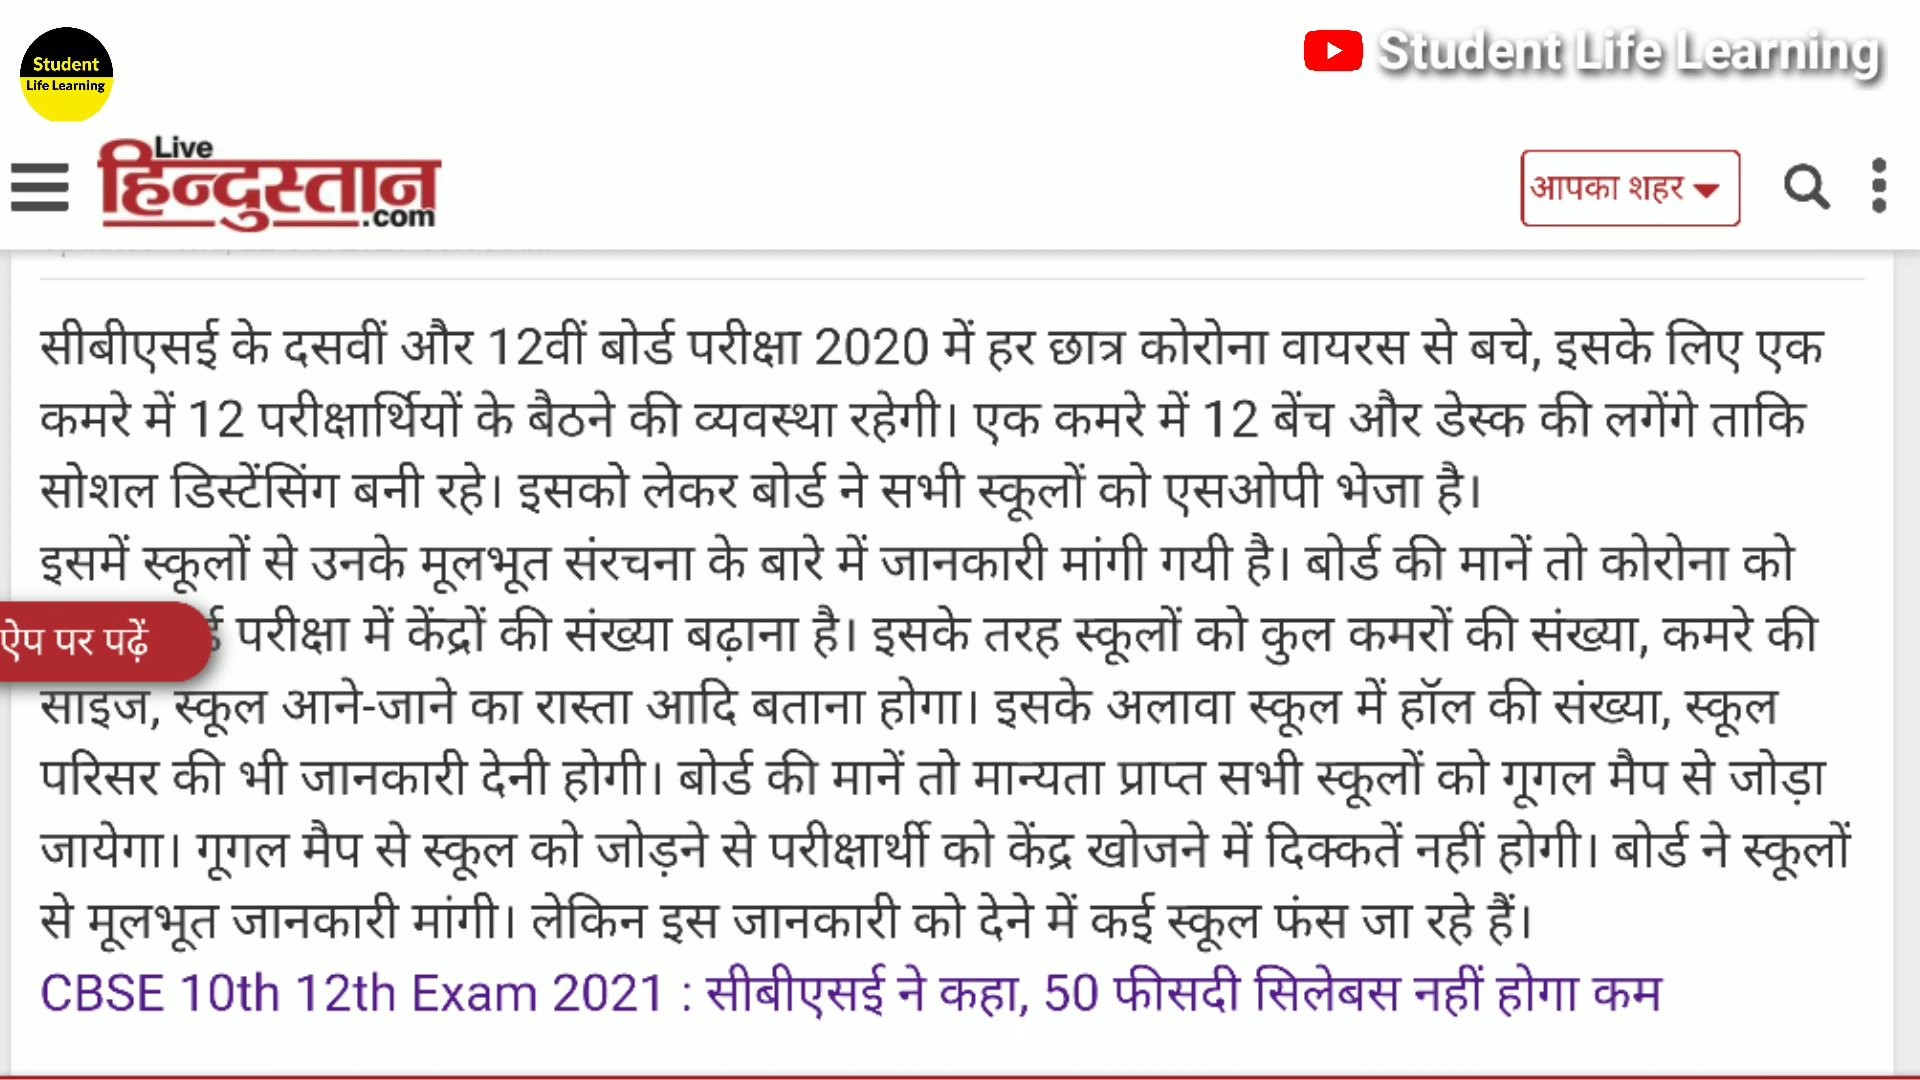 Student
Life Learning
Student Life Learning
Live
हिन्दुस्तान
.com
आपका शहर
सीबीएसई के दसवीं और 12वीं बोर्ड परीक्षा 2020 में हर छात्र कोरोना वायरस से बचे, इसके लिए एक
कमरे में 12 परीक्षार्थियों के बैठने की व्यवस्था रहेगी। एक कमरे में 12 बेंच और डेस्क की लगेंगे ताकि
सोशल डिस्टेंसिंग बनी रहे। इसको लेकर बोर्ड ने सभी स्कूलों को एसओपी भेजा है।
इसमें स्कूलों से उनके मूलभूत संरचना के बारे में जानकारी मांगी गयी है। बोर्ड की मानें तो कोरोना को
ऐप पर पढ़ें
परीक्षा में केंद्रों की संख्या बढ़ाना है। इसके तरह स्कूलों को कुल कमरों की संख्या, कमरे की
साइज, स्कूल आने-जाने का रास्ता आदि बताना होगा। इसके अलावा स्कूल में हॉल की संख्या, स्कूल
परिसर की भी जानकारी देनी होगी। बोर्ड की मानें तो मान्यता प्राप्त सभी स्कूलों को गूगल मैप से जोड़ा
जायेगा। गूगल मैप से स्कूल को जोड़ने से परीक्षार्थी को केंद्र खोजने में दिक्कतें नहीं होगी। बोर्ड ने स्कूलों
से मूलभूत जानकारी मांगी। लेकिन इस जानकारी को देने में कई स्कूल फंस जा रहे हैं।
CBSE 10th 12th Exam 2021 : सीबीएसई ने कहा, 50 फीसदी सिलेबस नहीं होगा कम